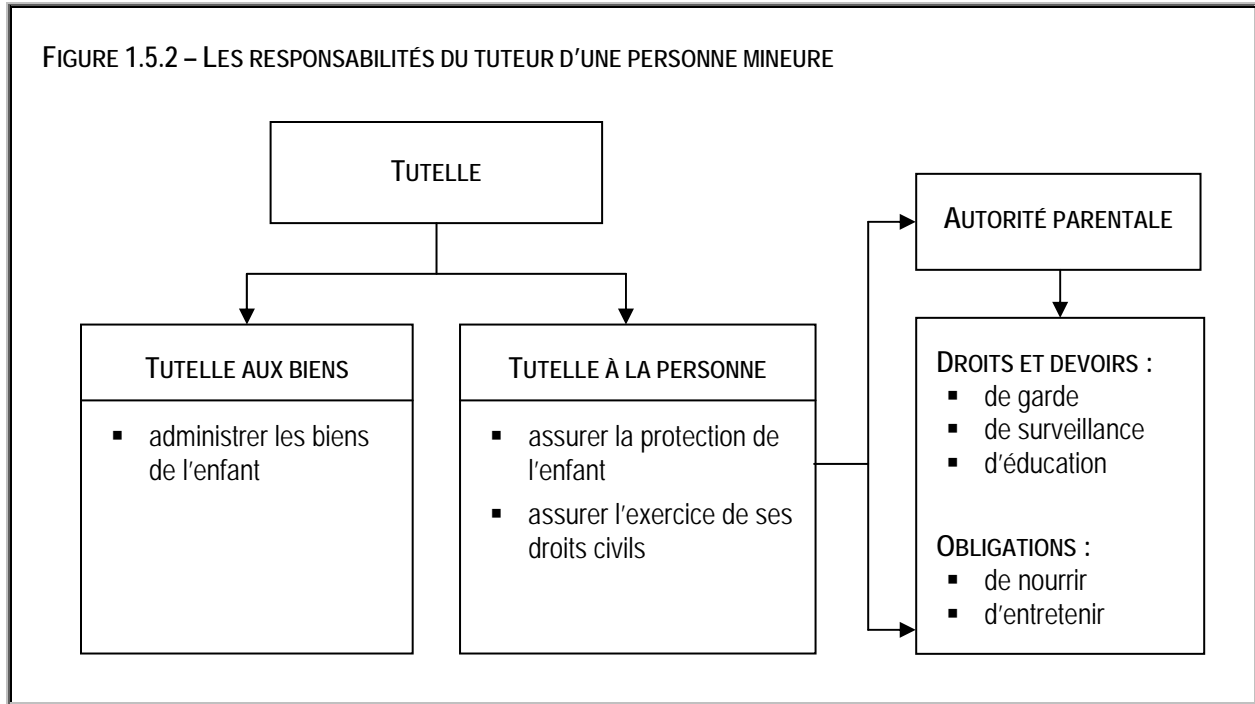 FIGURE 1.5.2 – LES RESPONSABILITÉS DU TUTEUR D'UNE PERSONNE MINEURE
TUTELLE
TUTELLE AUX BIENS
▪ administrer les biens
de l'enfant
TUTELLE À LA PERSONNE
▪ assurer la protection de
l'enfant
▪ assurer l'exercice de ses
droits civils
AUTORITÉ PARENTALE
DROITS ET DEVOIRS :
▪ de garde
▪ de surveillance
▪ d'éducation
OBLIGATIONS :
▪ de nourrir
▪ d'entretenir